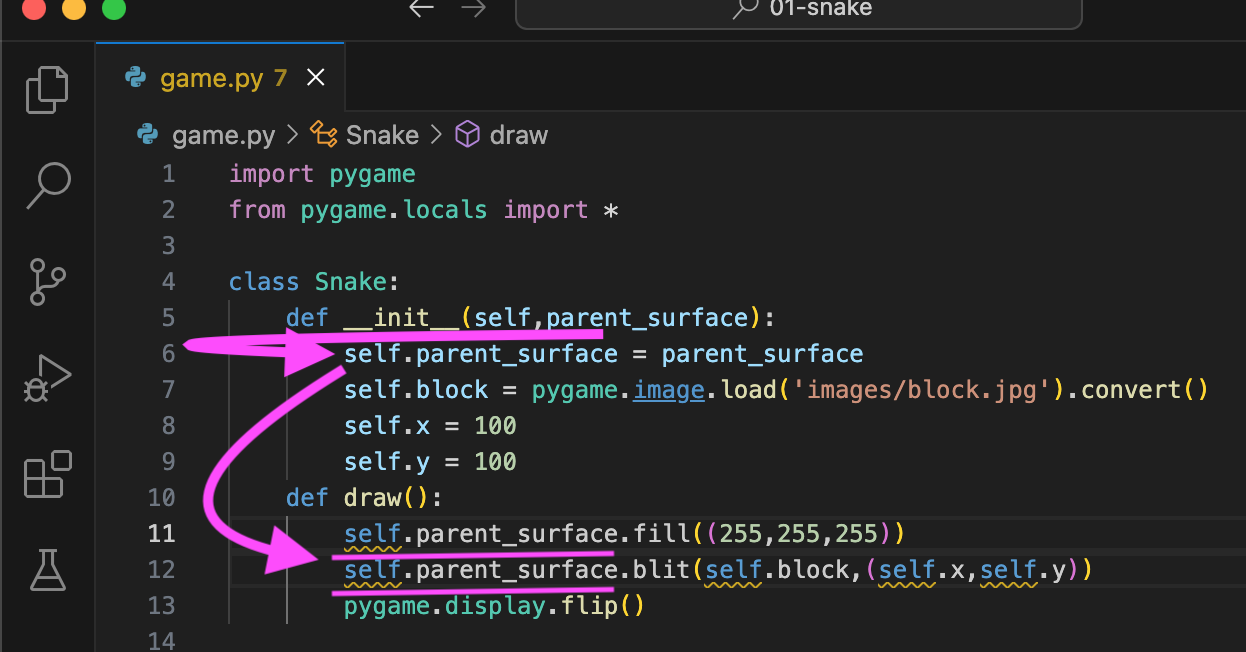 01-snake
game.py 7
game.py > Snake > draw
1 import pygame
2 from pygame.locals import *
3
4 class Snake:
5     def __init__(self,parent_surface):
6         self.parent_surface = parent_surface
7         self.block = pygame.image.load('images/block.jpg').convert()
8         self.x = 100
9         self.y = 100
10     def draw():
11         self.parent_surface.fill((255,255,255))
12         self.parent_surface.blit(self.block,(self.x,self.y))
13         pygame.display.flip()
14